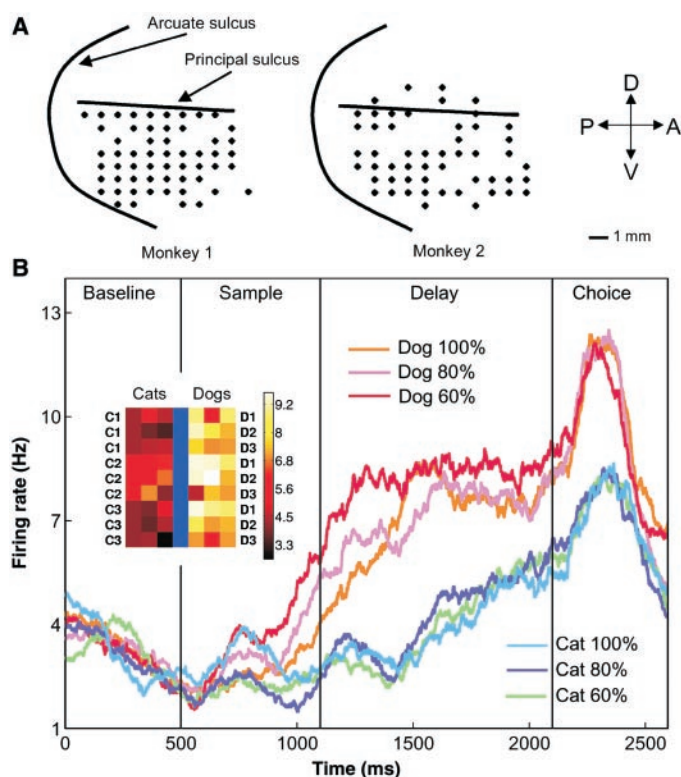 A
Arcuate sulcus
Principal sulcus
D
P A
V
1 mm
Monkey 1 Monkey 2
B
Baseline Sample Delay Choice
13
10
7
4
1
Firing rate (Hz)
Dog 100%
Dog 80%
Dog 60%
Cats Dogs
C1 D1
C1 D2
C1 D3
C2 D1
C2 D2
C2 D3
C3 D1
C3 D2
C3 D3
9.2
8
6.8
5.7
4.5
3.3
Cat 100%
Cat 80%
Cat 60%
0 500 1000 1500 2000 2500
Time (ms)